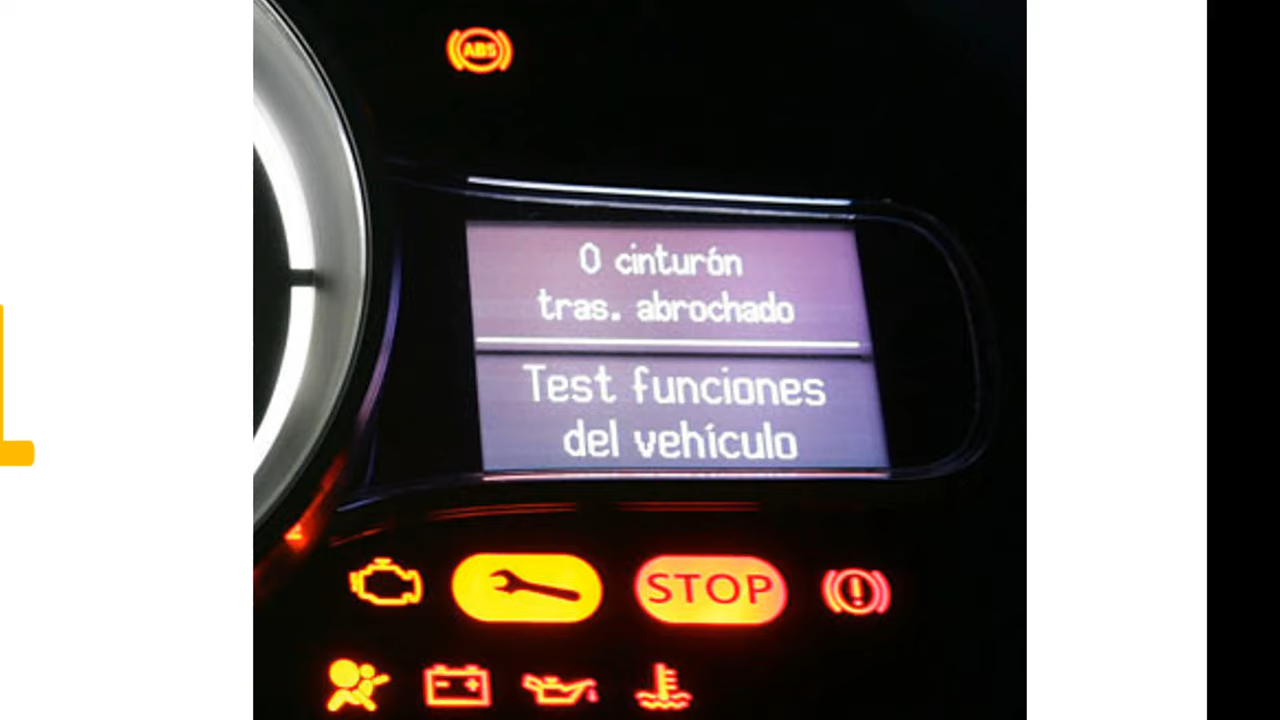 ABS
0 cinturón
tras. abrochado
Test funciones
del vehículo
STOP